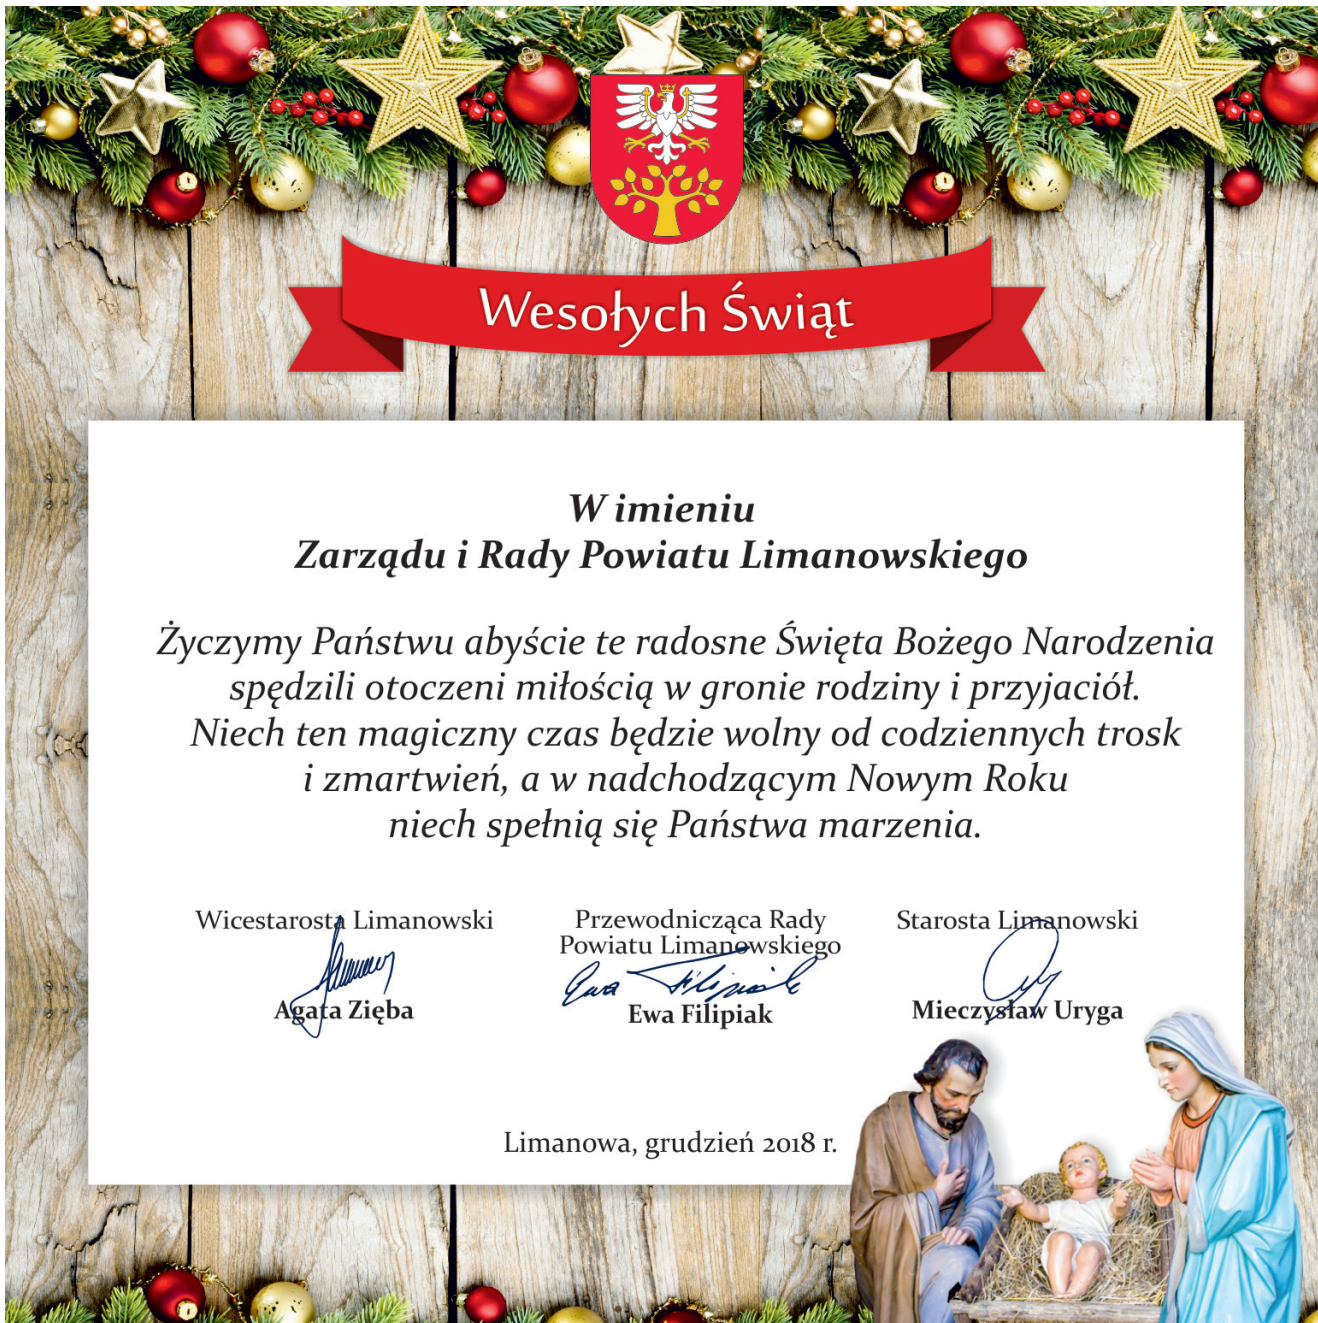 Wesołych Świąt
W imieniu
Zarządu i Rady Powiatu Limanowskiego
Życzymy Państwu abyście te radosne Święta Bożego Narodzenia
spędzili otoczeni miłością w gronie rodziny i przyjaciół.
Niech ten magiczny czas będzie wolny od codziennych trosk
i zmartwień, a w nadchodzącym Nowym Roku
niech spełnią się Państwa marzenia.
Wicestarosta Limanowski
Agata Zięba
Przewodnicząca Rady
Powiatu Limanowskiego
Ewa Filipiak
Ewa Filipiak
Starosta Limanowski
Mieczysław Uryga
Limanowa, grudzień 2018 r.